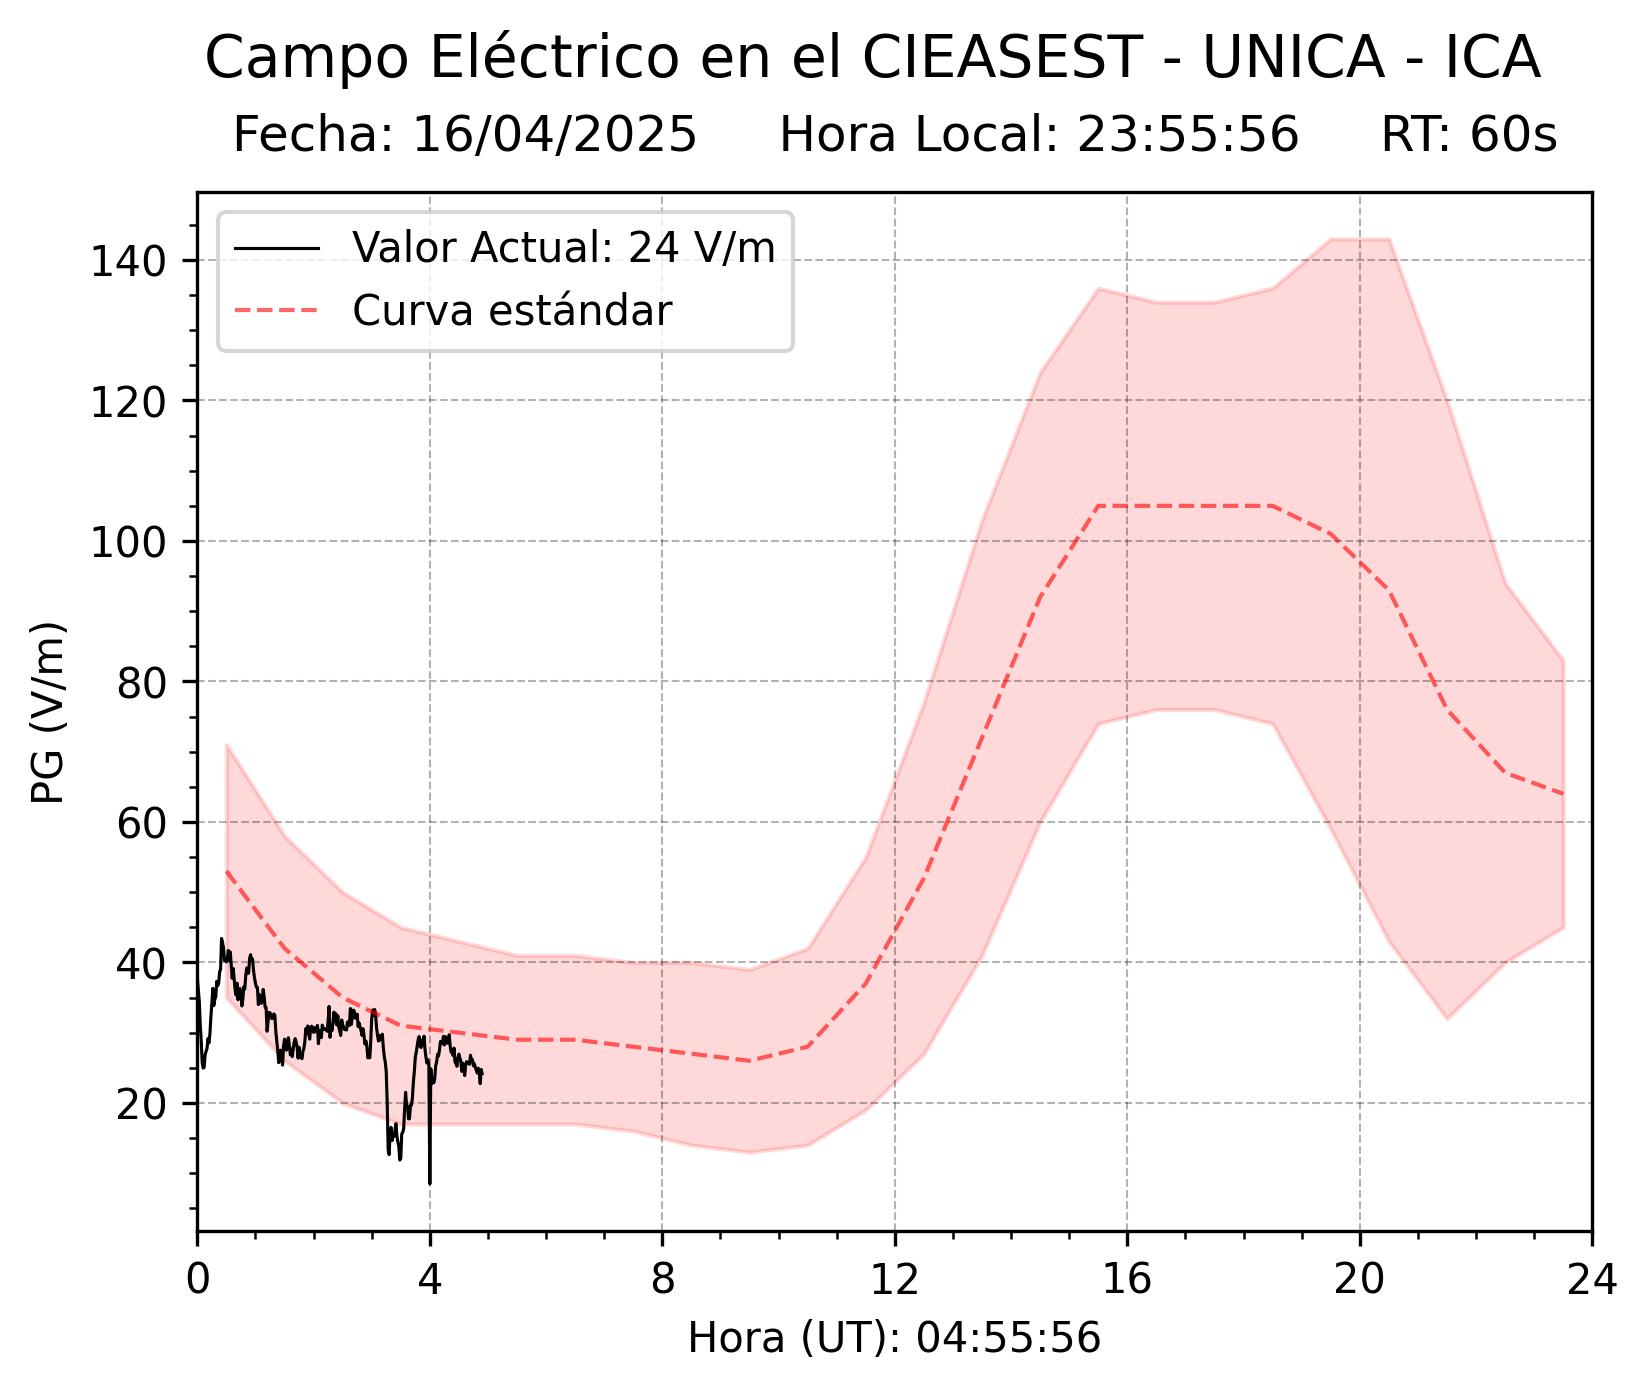 Campo Eléctrico en el CIEASEST - UNICA - ICA
Fecha: 16/04/2025 Hora Local: 23:55:56 RT: 60s
Valor Actual: 24 V/m
Curva estándar
PG (V/m)
140
120
100
80
60
40
20
0 4 8 12 16 20 24
Hora (UT): 04:55:56